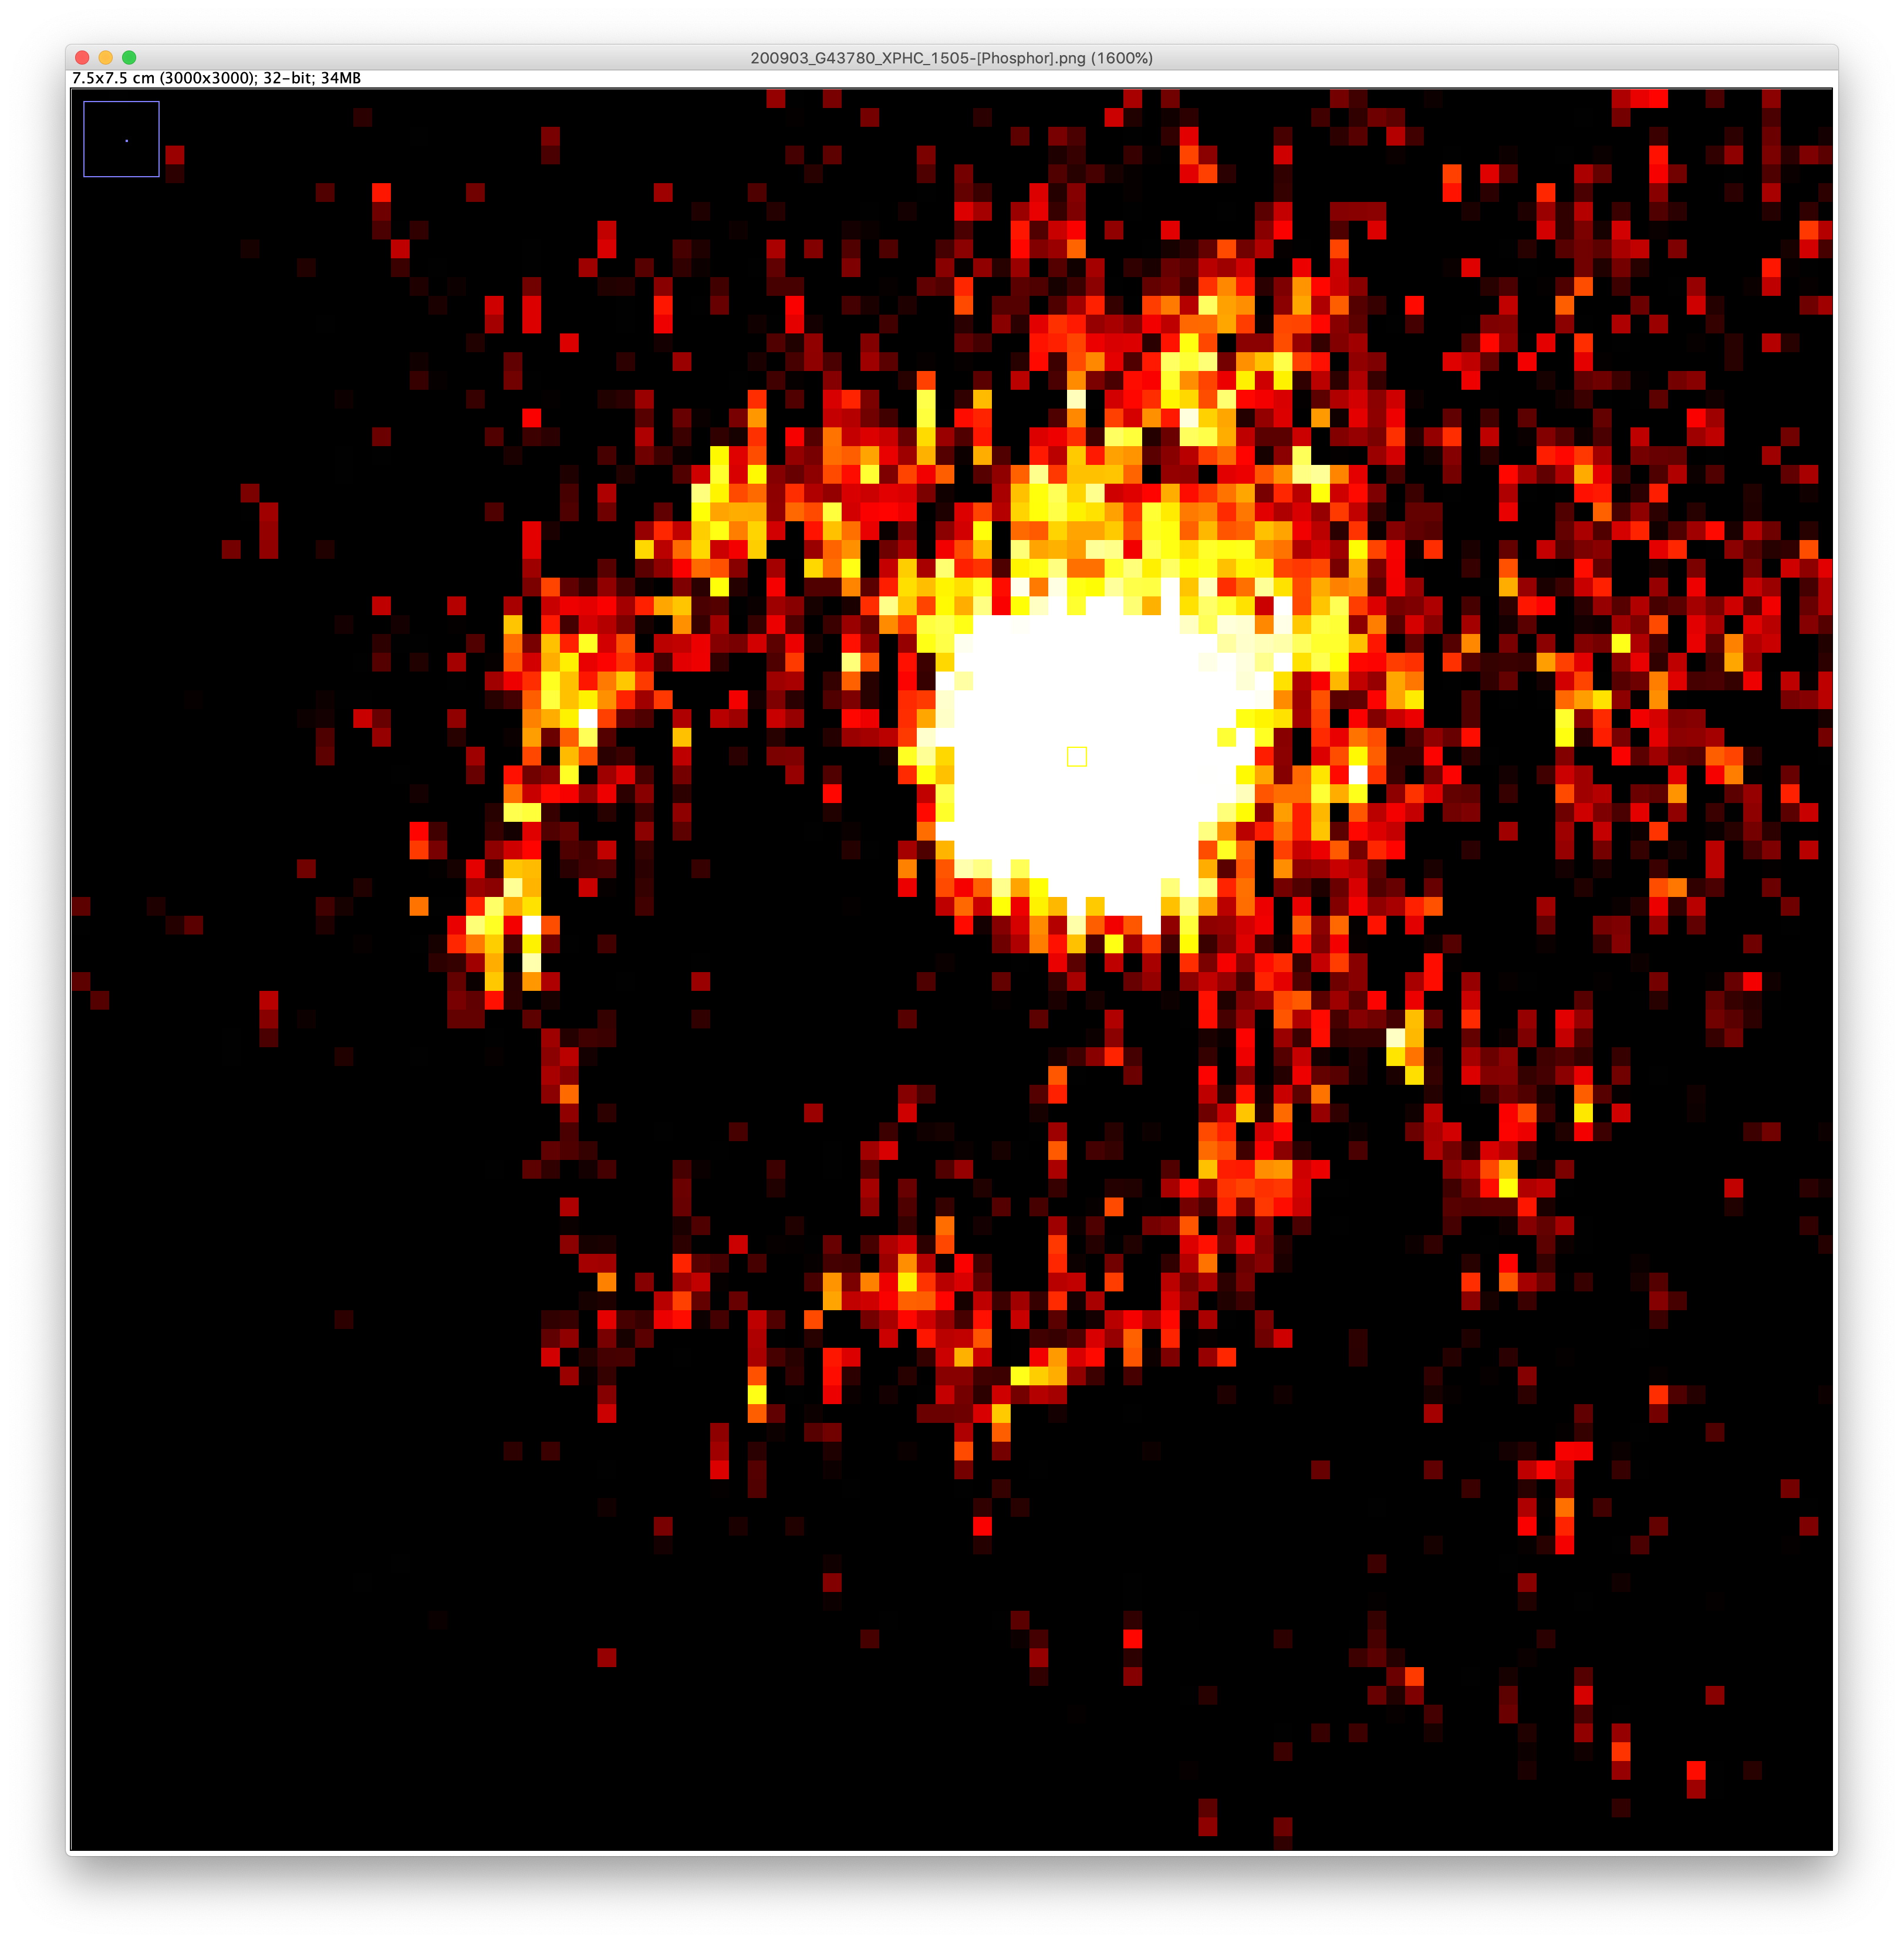 200903_G43780_XPHC_1505-[Phosphor].png (1600%)
7.5x7.5 cm (3000x3000); 32-bit; 34MB